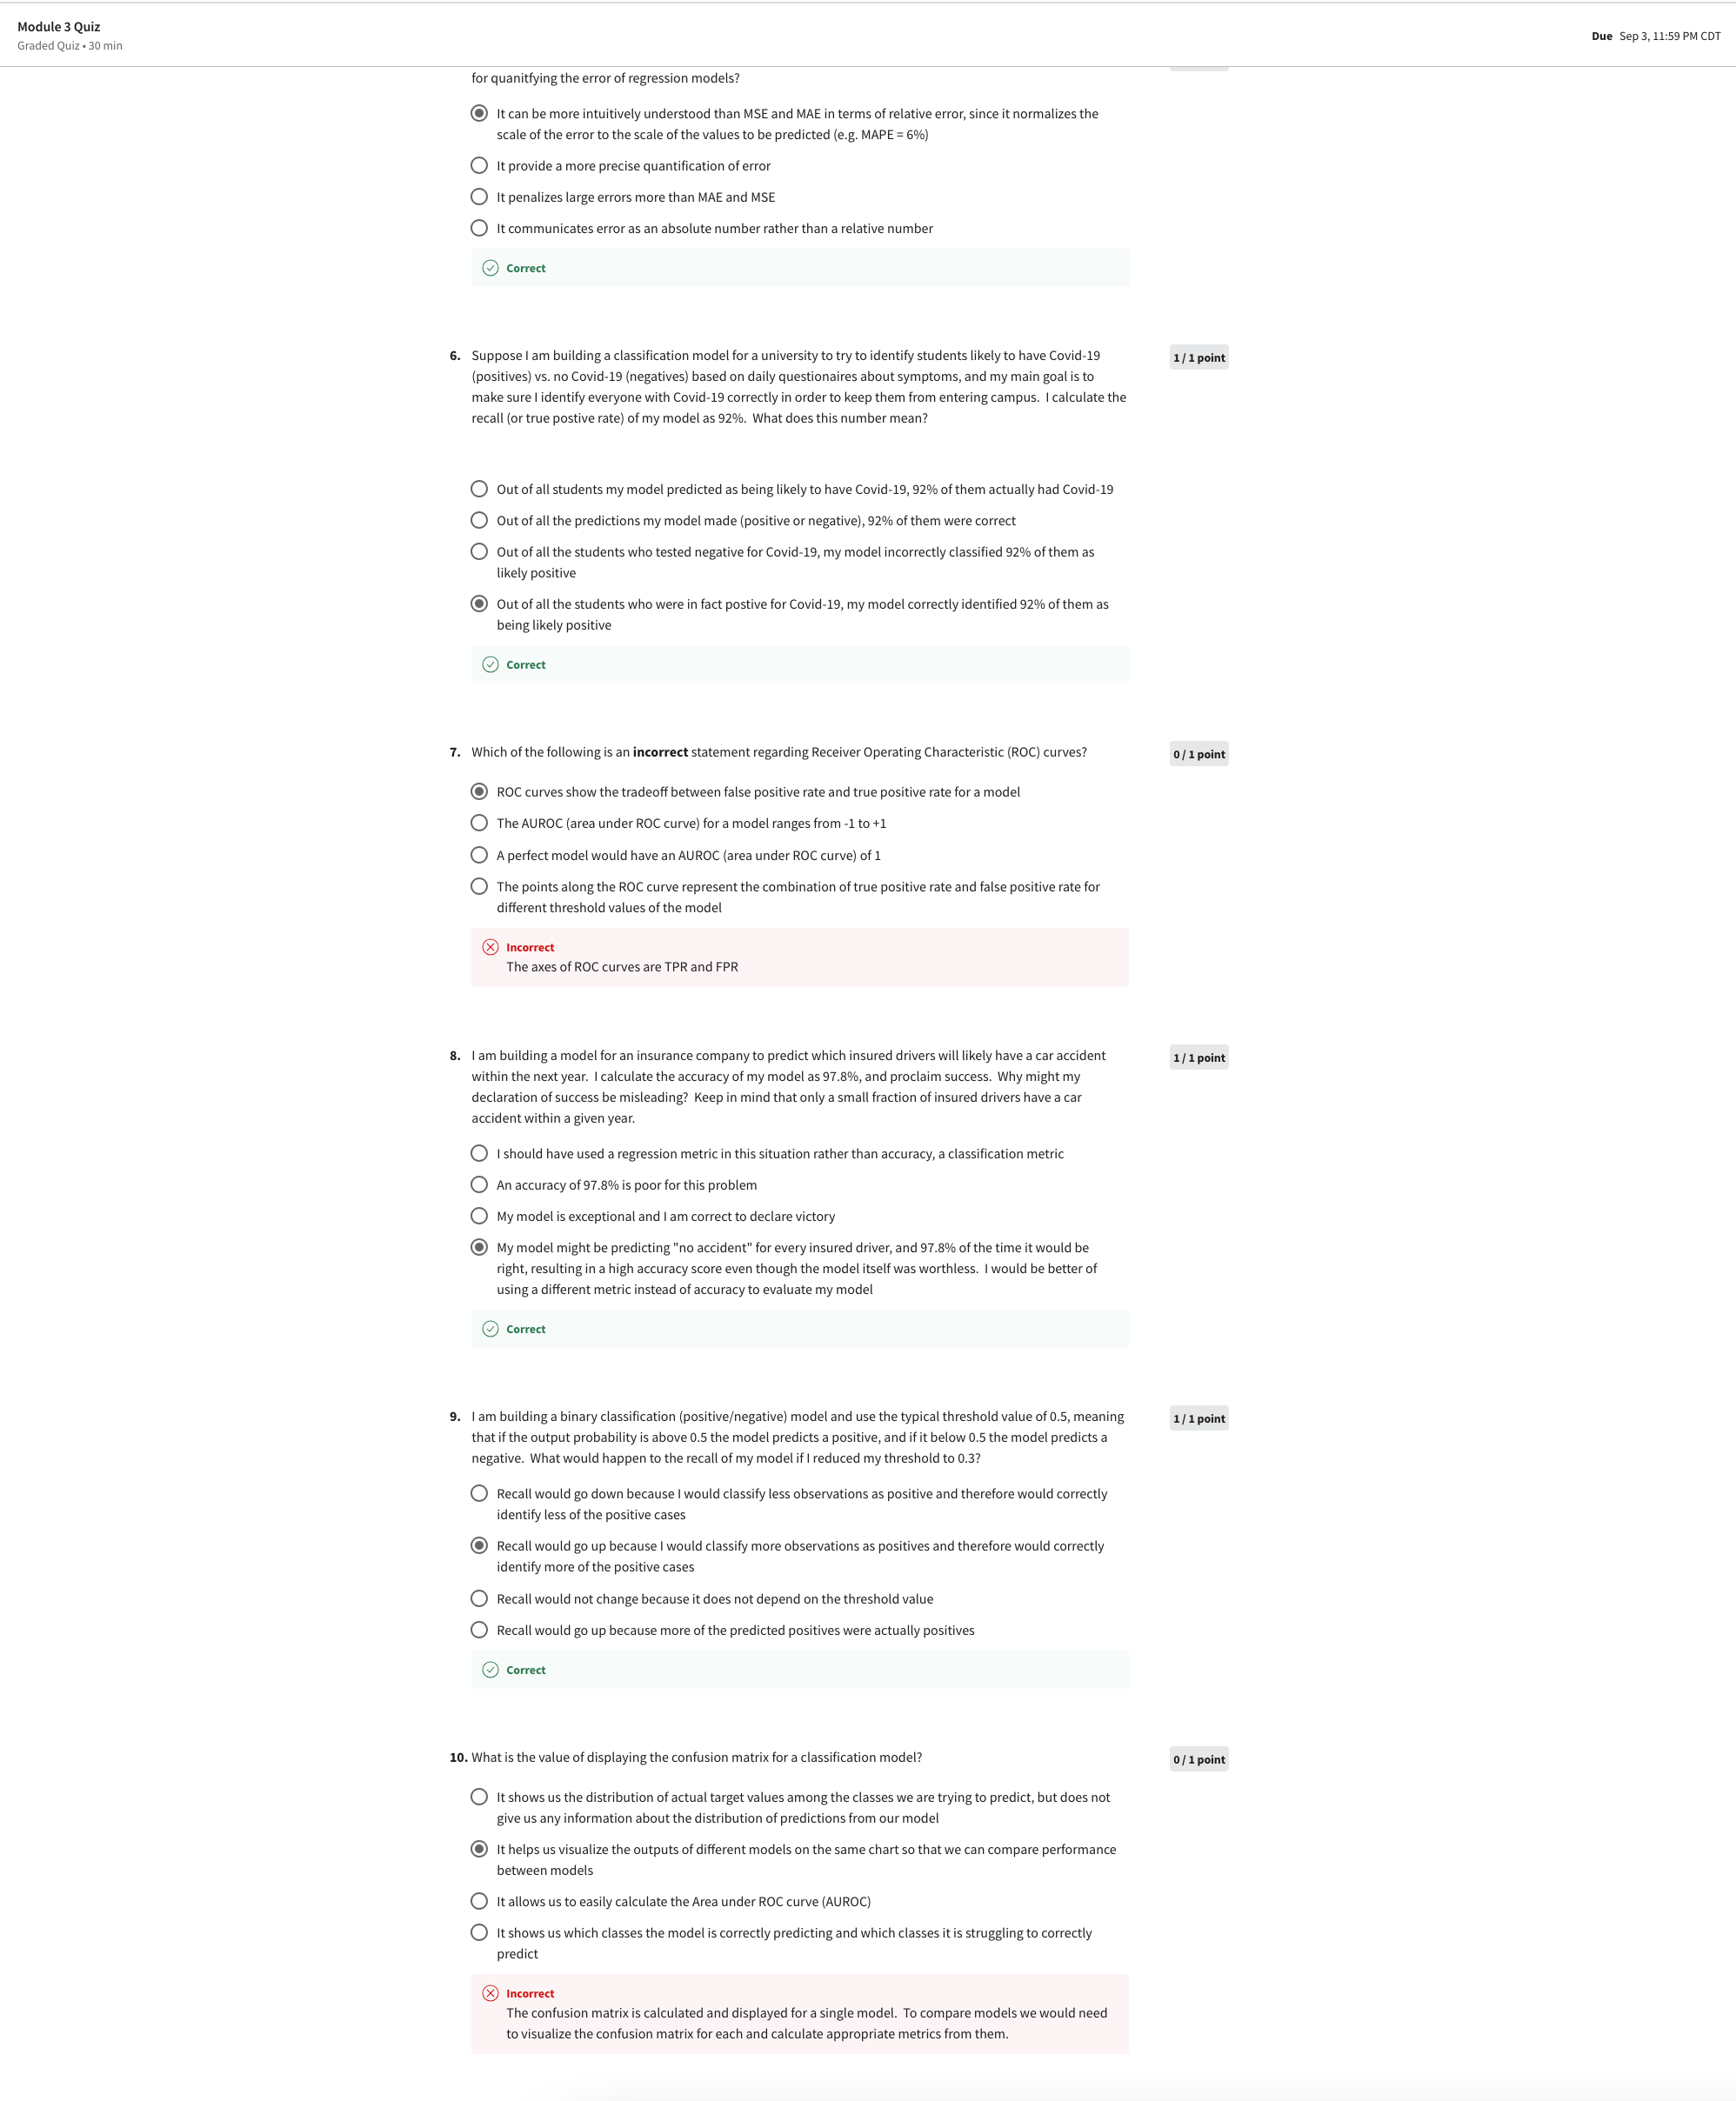 Module 3 Quiz
Graded Quiz • 30 min
Due Sep 3, 11:59 PM CDT
for quanitfying the error of regression models?
It can be more intuitively understood than MSE and MAE in terms of relative error, since it normalizes the
scale of the error to the scale of the values to be predicted (e.g. MAPE = 6%)
It provide a more precise quantification of error
It penalizes large errors more than MAE and MSE
It communicates error as an absolute number rather than a relative number
Correct
6. Suppose I am building a classification model for a university to try to identify students likely to have Covid-19
1 / 1 point
(positives) vs. no Covid-19 (negatives) based on daily questionaires about symptoms, and my main goal is to
make sure I identify everyone with Covid-19 correctly in order to keep them from entering campus. I calculate the
recall (or true postive rate) of my model as 92%. What does this number mean?
Out of all students my model predicted as being likely to have Covid-19, 92% of them actually had Covid-19
Out of all the predictions my model made (positive or negative), 92% of them were correct
Out of all the students who tested negative for Covid-19, my model incorrectly classified 92% of them as
likely positive
Out of all the students who were in fact postive for Covid-19, my model correctly identified 92% of them as
being likely positive
Correct
7. Which of the following is an incorrect statement regarding Receiver Operating Characteristic (ROC) curves?
0 / 1 point
ROC curves show the tradeoff between false positive rate and true positive rate for a model
The AUROC (area under ROC curve) for a model ranges from -1 to +1
A perfect model would have an AUROC (area under ROC curve) of 1
The points along the ROC curve represent the combination of true positive rate and false positive rate for
different threshold values of the model
Incorrect
The axes of ROC curves are TPR and FPR
8. I am building a model for an insurance company to predict which insured drivers will likely have a car accident
1 / 1 point
within the next year. I calculate the accuracy of my model as 97.8%, and proclaim success. Why might my
declaration of success be misleading? Keep in mind that only a small fraction of insured drivers have a car
accident within a given year.
I should have used a regression metric in this situation rather than accuracy, a classification metric
An accuracy of 97.8% is poor for this problem
My model is exceptional and I am correct to declare victory
My model might be predicting "no accident" for every insured driver, and 97.8% of the time it would be
right, resulting in a high accuracy score even though the model itself was worthless. I would be better of
using a different metric instead of accuracy to evaluate my model
Correct
9. I am building a binary classification (positive/negative) model and use the typical threshold value of 0.5, meaning
1 / 1 point
that if the output probability is above 0.5 the model predicts a positive, and if it below 0.5 the model predicts a
negative. What would happen to the recall of my model if I reduced my threshold to 0.3?
Recall would go down because I would classify less observations as positive and therefore would correctly
identify less of the positive cases
Recall would go up because I would classify more observations as positives and therefore would correctly
identify more of the positive cases
Recall would not change because it does not depend on the threshold value
Recall would go up because more of the predicted positives were actually positives
Correct
10. What is the value of displaying the confusion matrix for a classification model?
0 / 1 point
It shows us the distribution of actual target values among the classes we are trying to predict, but does not
give us any information about the distribution of predictions from our model
It helps us visualize the outputs of different models on the same chart so that we can compare performance
between models
It allows us to easily calculate the Area under ROC curve (AUROC)
It shows us which classes the model is correctly predicting and which classes it is struggling to correctly
predict
Incorrect
The confusion matrix is calculated and displayed for a single model. To compare models we would need
to visualize the confusion matrix for each and calculate appropriate metrics from them.